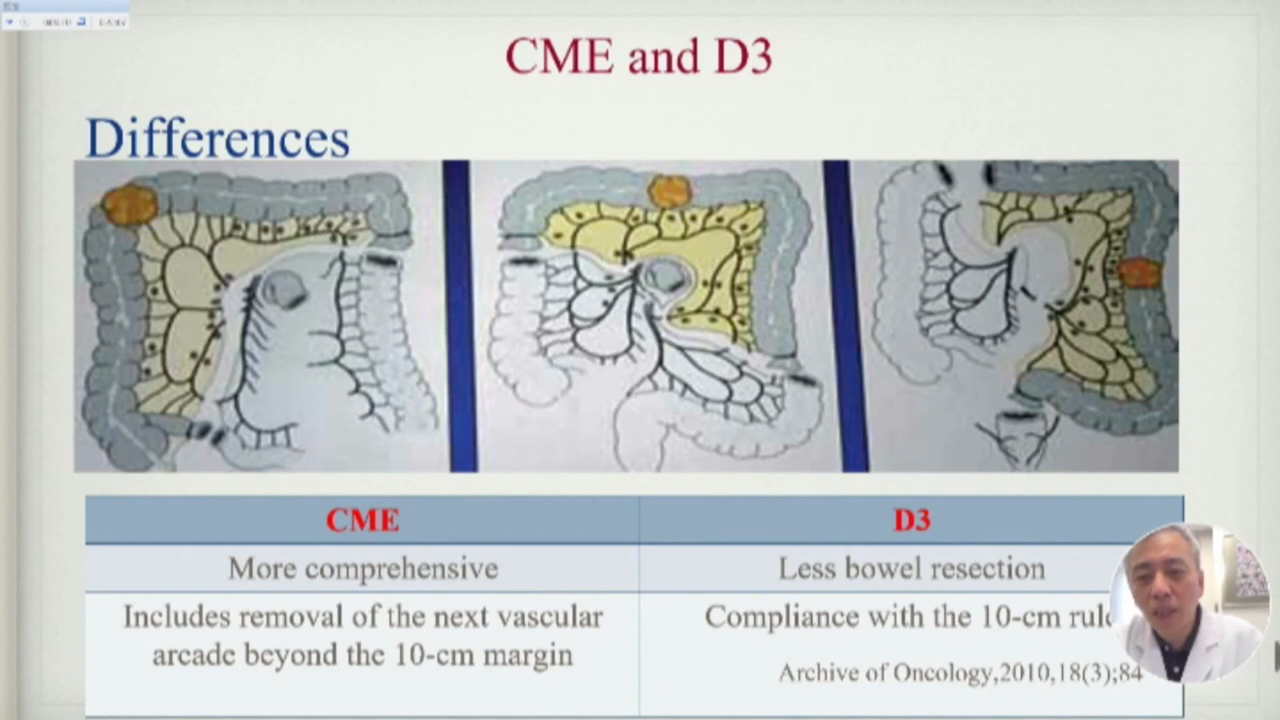 CME and D3
Differences
CME
D3
More comprehensive
Less bowel resection
Includes removal of the next vascular
arcade beyond the 10-cm margin
Compliance with the 10-cm
Archive of Oncology,2010,18(3);84